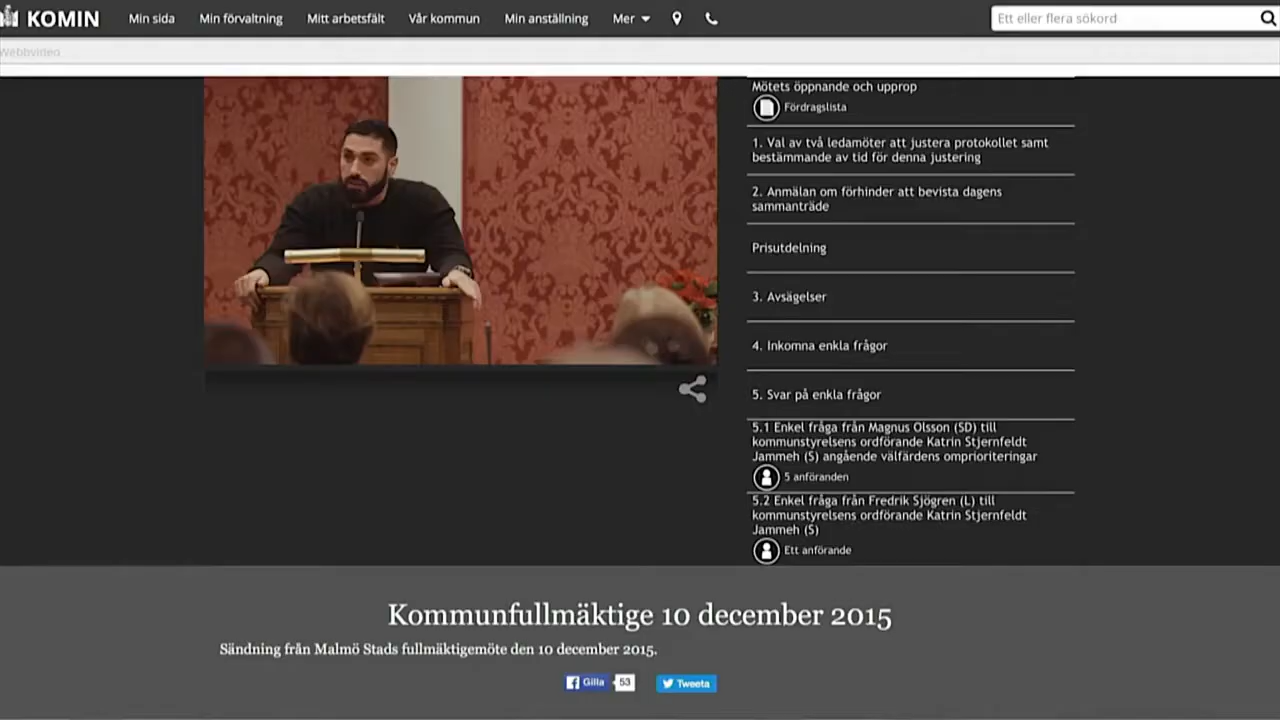 KOMIN
Min sida
Min förvaltning
Mitt arbetsfält
Vår kommun
Min anställning
Mer
Ett eller flera sökord
Webbvideo
Mötets öppnande och upprop
Fördragslista
1. Val av två ledamöter att justera protokollet samt
bestämmande av tid för denna justering
2. Anmälan om förhinder att bevista dagens
sammanträde
Prisutdelning
3. Avsägelser
4. Inkomna enkla frågor
5. Svar på enkla frågor
5.1 Enkel fråga från Magnus Olsson (SD) till
kommunstyrelsens ordförande Katrin Stjernfeldt
Jammeh (S) angående välfärdens omprioriteringar
5 anföranden
5.2 Enkel fråga från Fredrik Sjögren (L) till
kommunstyrelsens ordförande Katrin Stjernfeldt
Jammeh (S)
Ett anförande
Kommunfullmäktige 10 december 2015
Sändning från Malmö Stads fullmäktigemöte den 10 december 2015.
Gilla 53
Tweeta